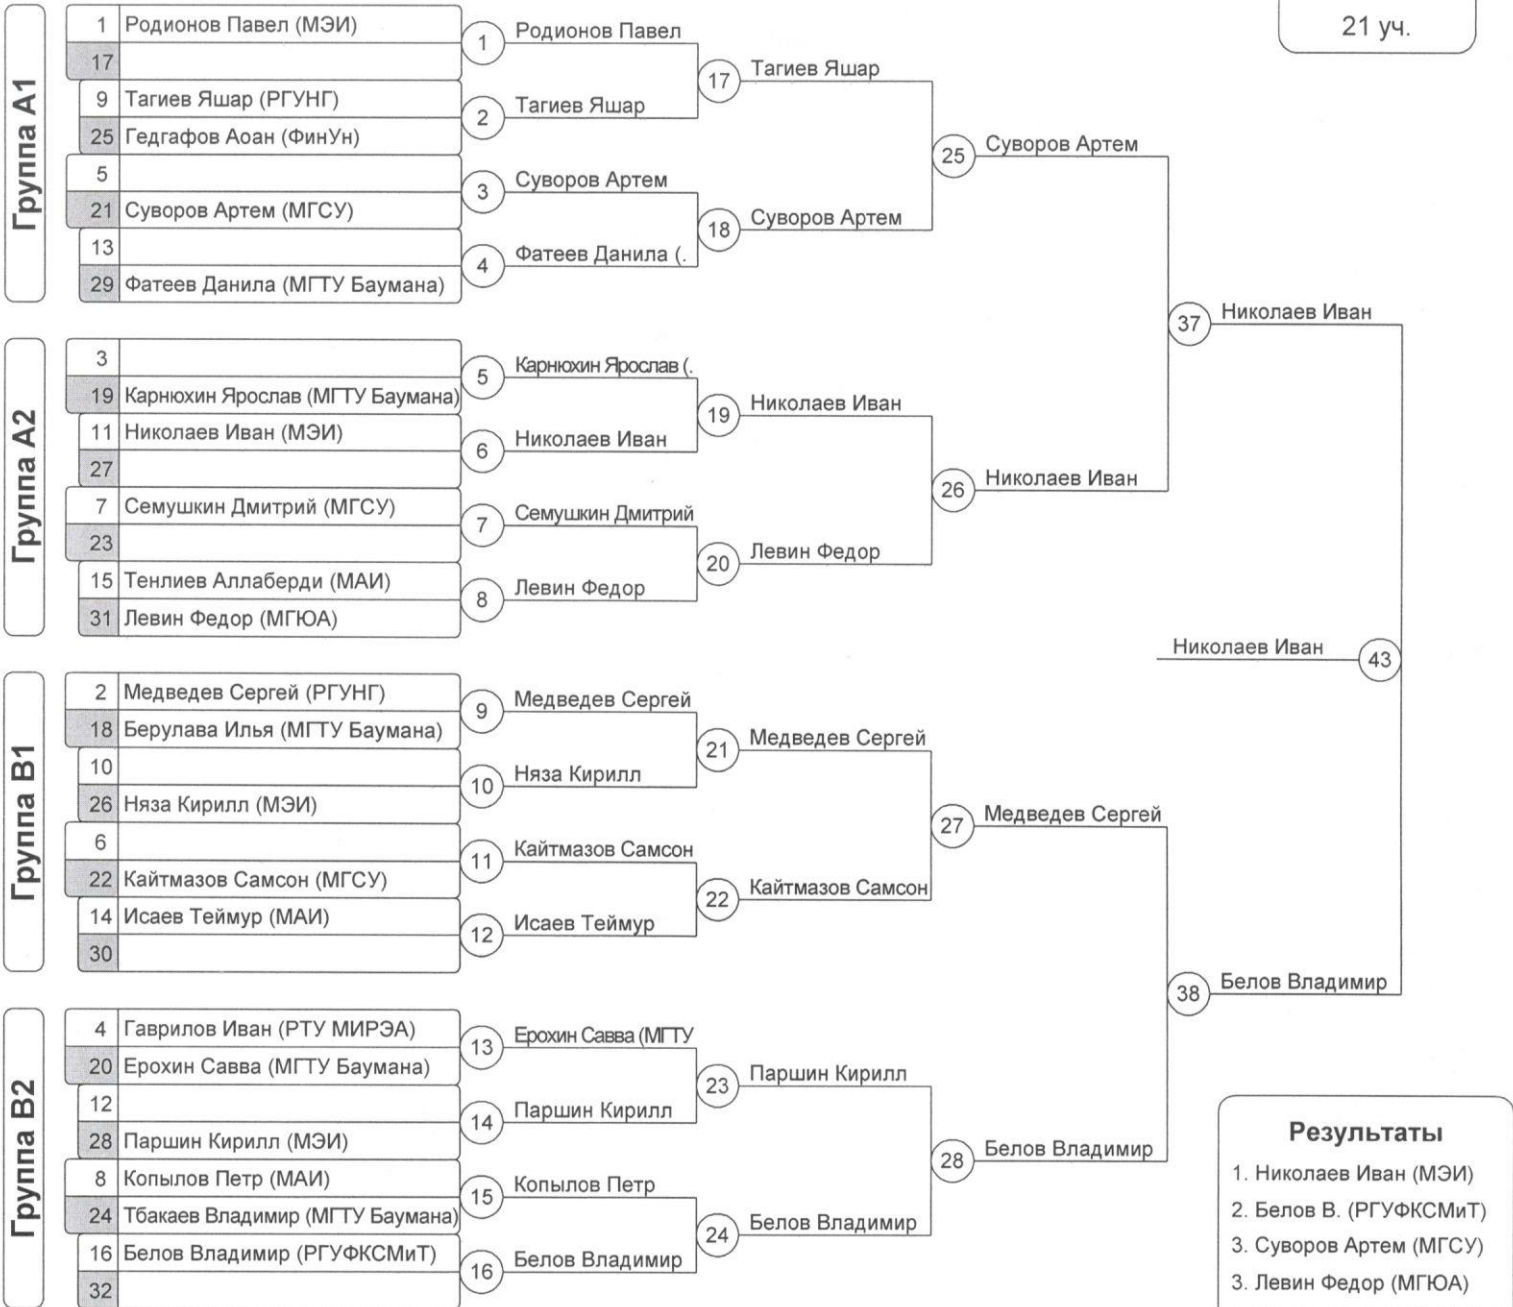 21 уч.
Группа A1
1 Родионов Павел (МЭИ)
17
9 Тагиев Яшар (РГУНГ)
25 Гедгафов Аоан (ФинУн)
5
21 Суворов Артем (МГСУ)
13
29 Фатеев Данила (МГТУ Баумана)
1 Родионов Павел
2 Тагиев Яшар
3 Суворов Артем
4 Фатеев Данила (.
17 Тагиев Яшар
18 Суворов Артем
25 Суворов Артем
Группа A2
3
19 Карнюхин Ярослав (МГТУ Баумана)
11 Николаев Иван (МЭИ)
27
7 Семушкин Дмитрий (МГСУ)
23
15 Тенлиев Аллаберди (МАИ)
31 Левин Федор (МГЮА)
5 Карнюхин Ярослав (.
6 Николаев Иван
7 Семушкин Дмитрий
8 Левин Федор
19 Николаев Иван
20 Левин Федор
26 Николаев Иван
37 Николаев Иван
Николаев Иван 43
Группа B1
2 Медведев Сергей (РГУНГ)
18 Берулава Илья (МГТУ Баумана)
10
26 Няза Кирилл (МЭИ)
6
22 Кайтмазов Самсон (МГСУ)
14 Исаев Теймур (МАИ)
30
9 Медведев Сергей
10 Няза Кирилл
11 Кайтмазов Самсон
12 Исаев Теймур
21 Медведев Сергей
22 Кайтмазов Самсон
27 Медведев Сергей
38 Белов Владимир
Группа B2
4 Гаврилов Иван (РТУ МИРЭА)
20 Ерохин Савва (МГТУ Баумана)
12
28 Паршин Кирилл (МЭИ)
8 Копылов Петр (МАИ)
24 Тбакаев Владимир (МГТУ Баумана)
16 Белов Владимир (РГУФКСМиТ)
32
13 Ерохин Савва (МГТУ
14 Паршин Кирилл
15 Копылов Петр
16 Белов Владимир
23 Паршин Кирилл
24 Белов Владимир
28 Белов Владимир
Результаты
1. Николаев Иван (МЭИ)
2. Белов В. (РГУФКСМиТ)
3. Суворов Артем (МГСУ)
3. Левин Федор (МГЮА)